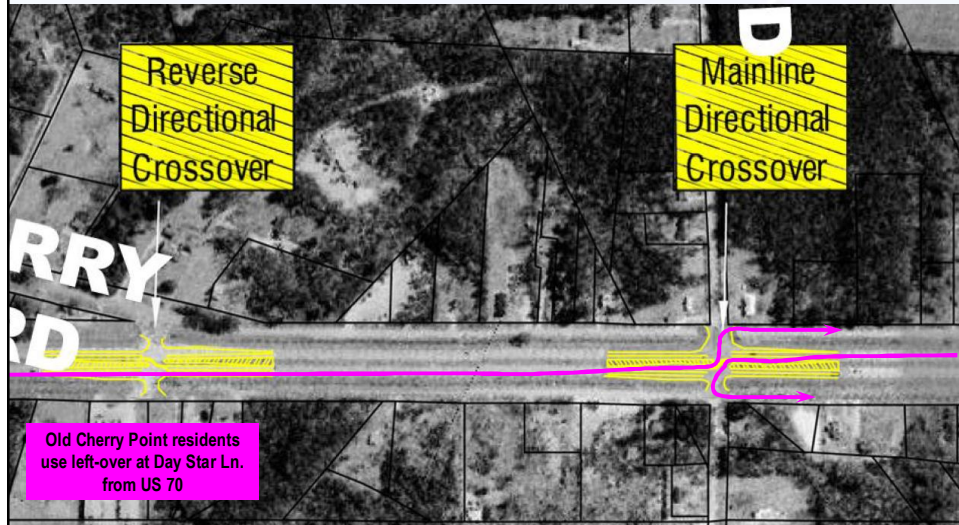 Reverse
Directional
Crossover
Mainline
Directional
Crossover
D
ERRY
RD
Old Cherry Point residents
use left-over at Day Star Ln.
from US 70